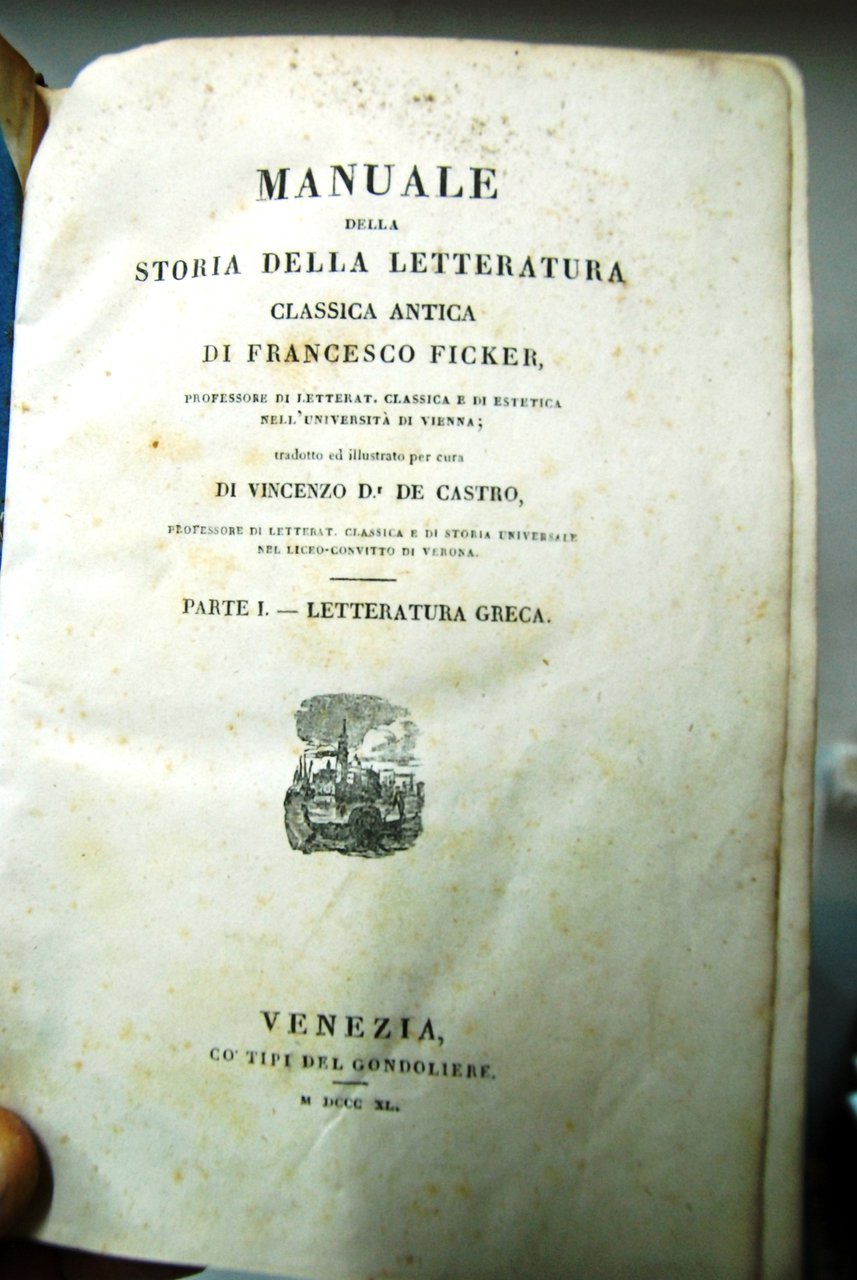 MANUALE
DELLA
STORIA DELLA LETTERATURA
CLASSICA ANTICA
DI FRANCESCO FICKER,
PROFESSORE DI LETTERAT. CLASSICA E DI ESTETICA
NELL'UNIVERSITÀ DI VIENNA;
tradotto ed illustrato per cura
DI VINCENZO D.r DE CASTRO,
PROFESSORE DI LETTERAT. CLASSICA E DI STORIA UNIVERSALE
NEL LICEO-CONVITTO DI VERONA.
PARTE I. — LETTERATURA GRECA.
VENEZIA,
CO' TIPI DEL GONDOLIERE.
M DCCC XL.